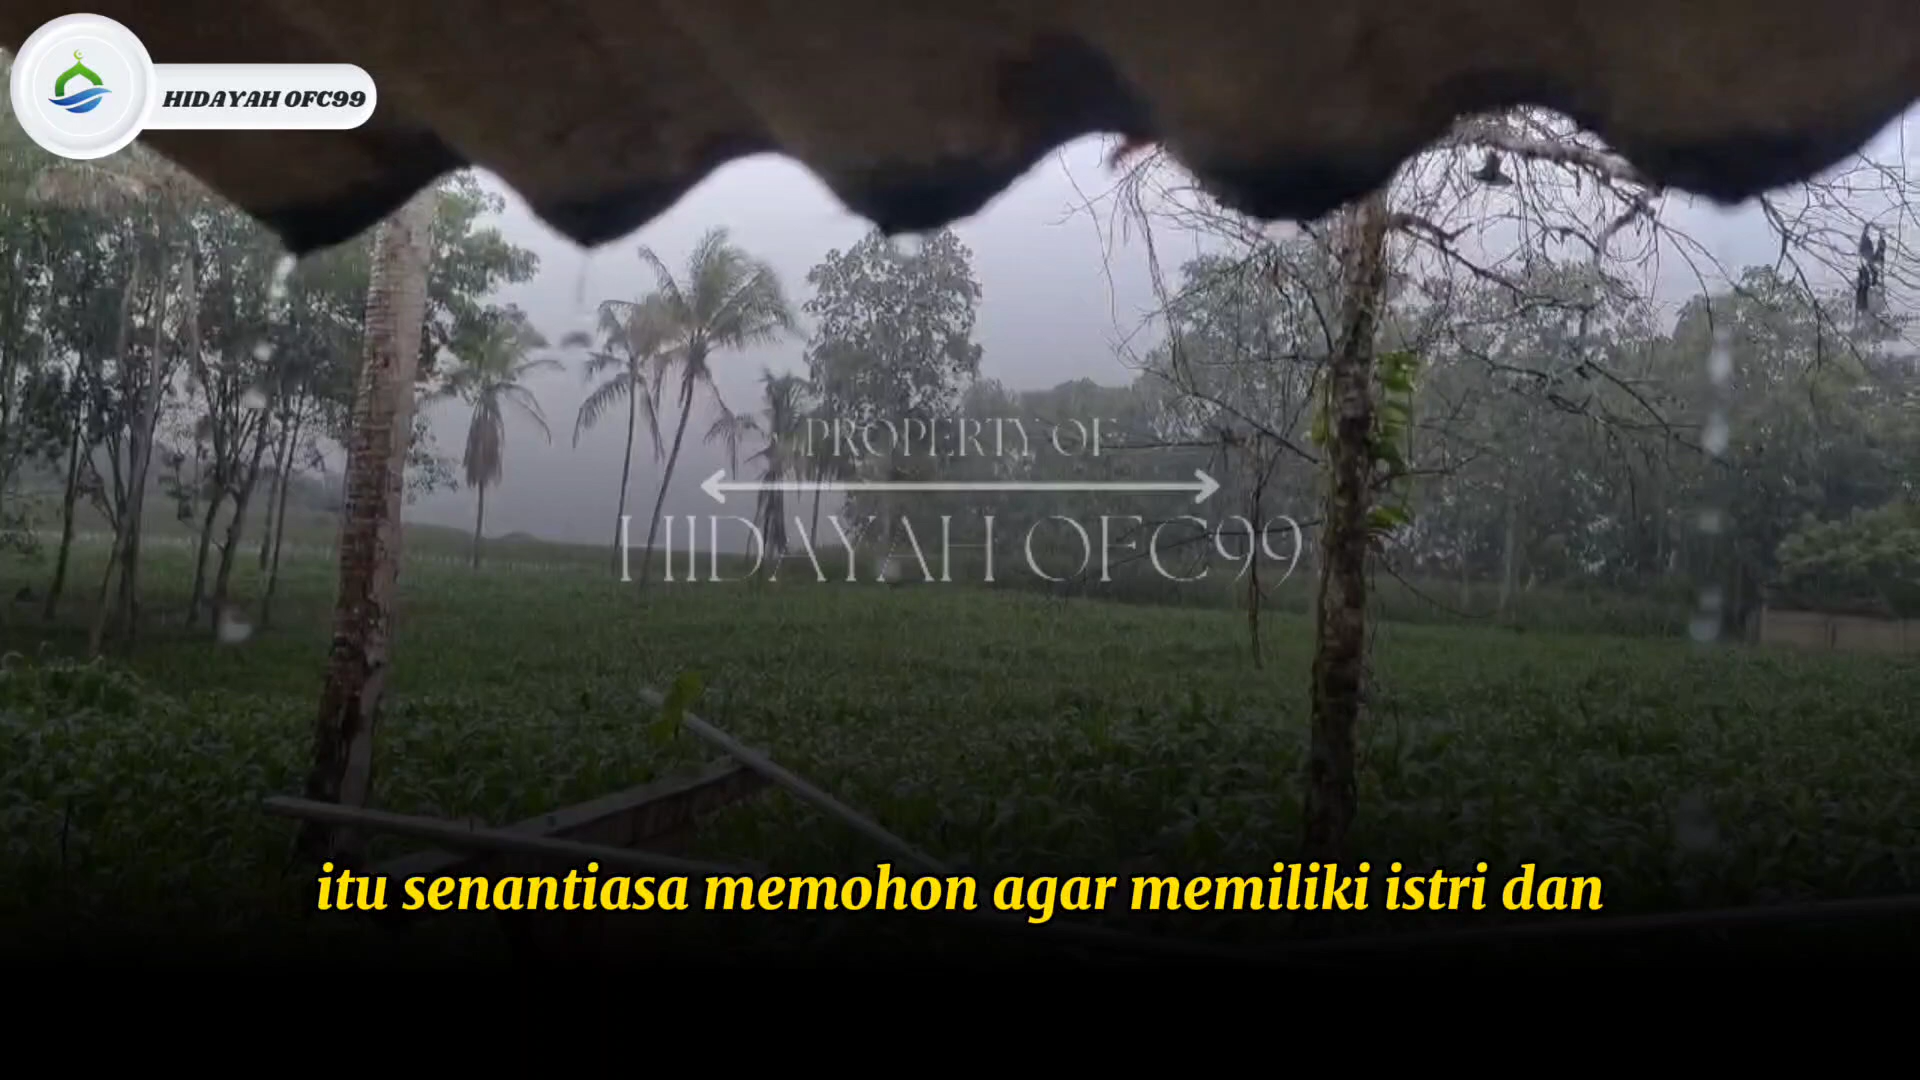 HIDAYAH OFC99
PROPERTY OF
HIDAYAH OFC99
itu senantiasa memohon agar memiliki istri dan